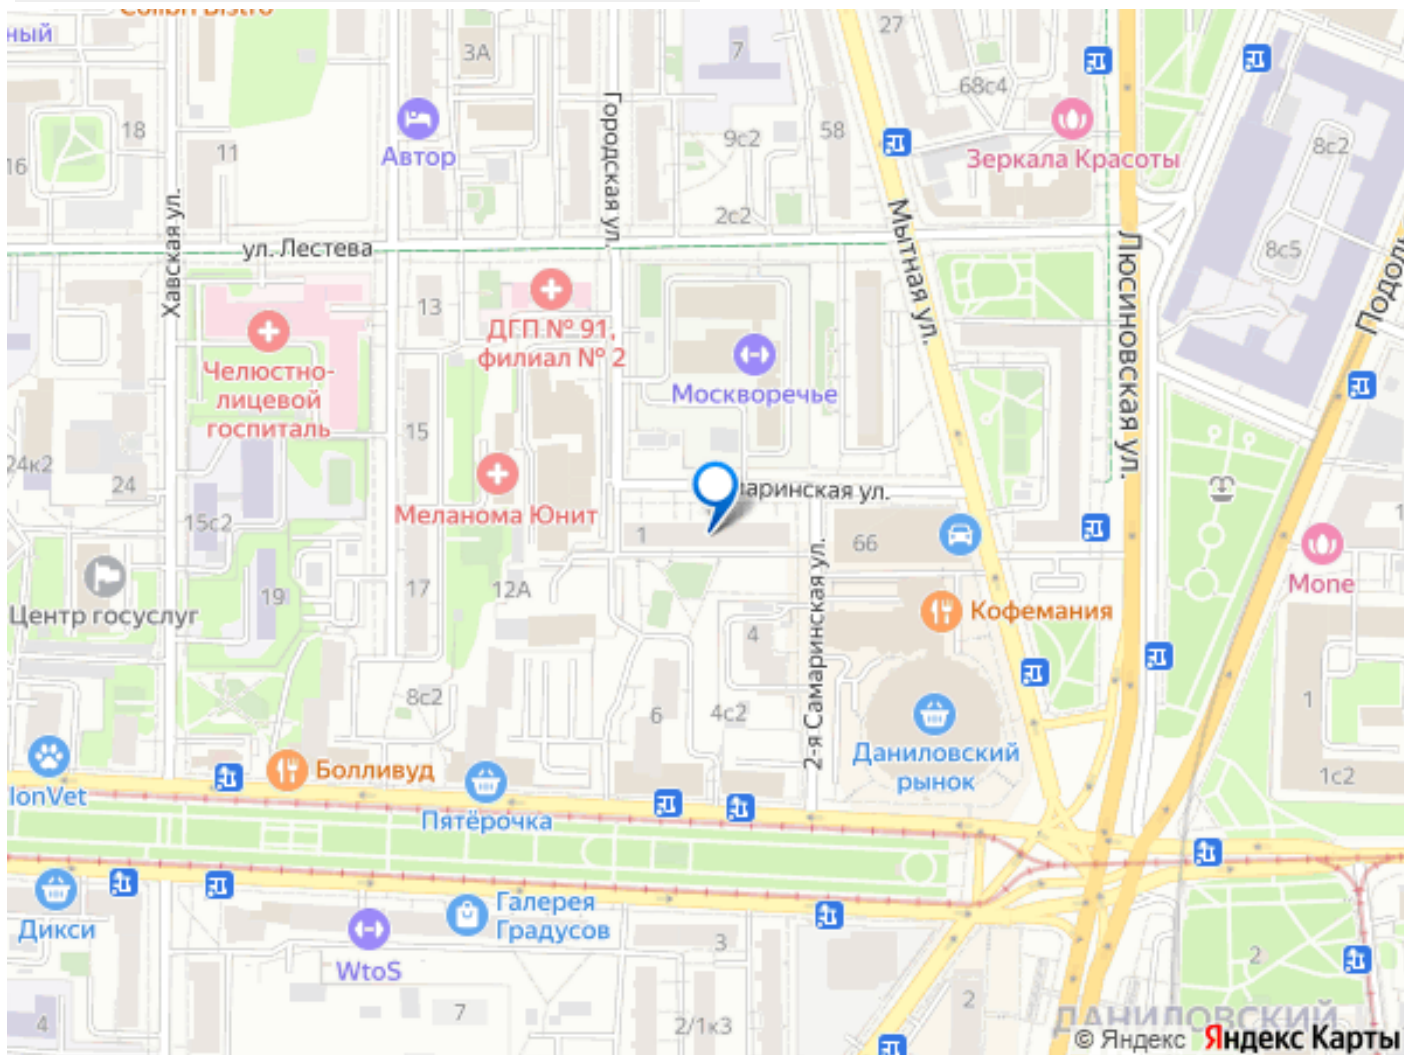 Colibri Bistro
ный
3А
7
27
68с4
18
Автор
11
9с2
58
Зеркала Красоты
8с2
16
Городская ул.
2с2
Хавская ул.
ул. Лестева
Мытная ул.
Люсиновская ул.
8с5
13
ДГП № 91,
филиал № 2
Челюстно-
лицевой
госпиталь
Москворечье
15
24к2
24
Меланома Юнит
маринская ул.
15с2
1
66
17
12А
19
Mone
Центр госуслуг
Кофемания
4
2-я Самаринская ул.
8с2
6
4с2
1
Даниловский
рынок
1с2
Болливуд
lonVet
Пятёрочка
Дикси
Галерея
Градусов
3
WtoS
2
2
7
4
2/1к3
ДАНИЛОВСКИЙ
© Яндекс Яндекс Карты